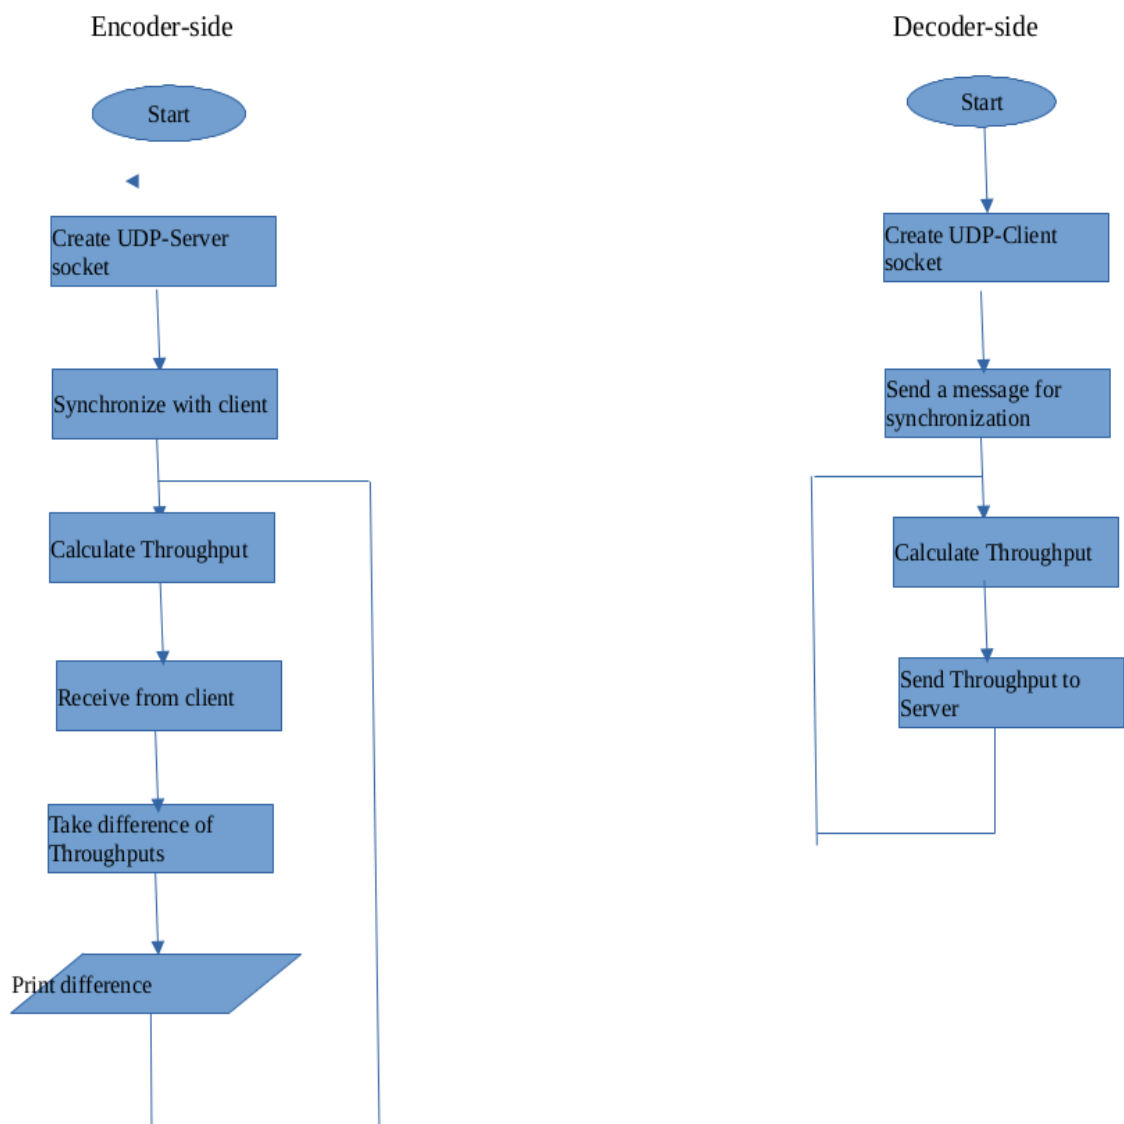 Encoder-side
Start
Create UDP-Server
socket
Synchronize with client
Calculate Throughput
Receive from client
Take difference of
Throughputs
Print difference
Decoder-side
Start
Create UDP-Client
socket
Send a message for
synchronization
Calculate Throughput
Send Throughput to
Server